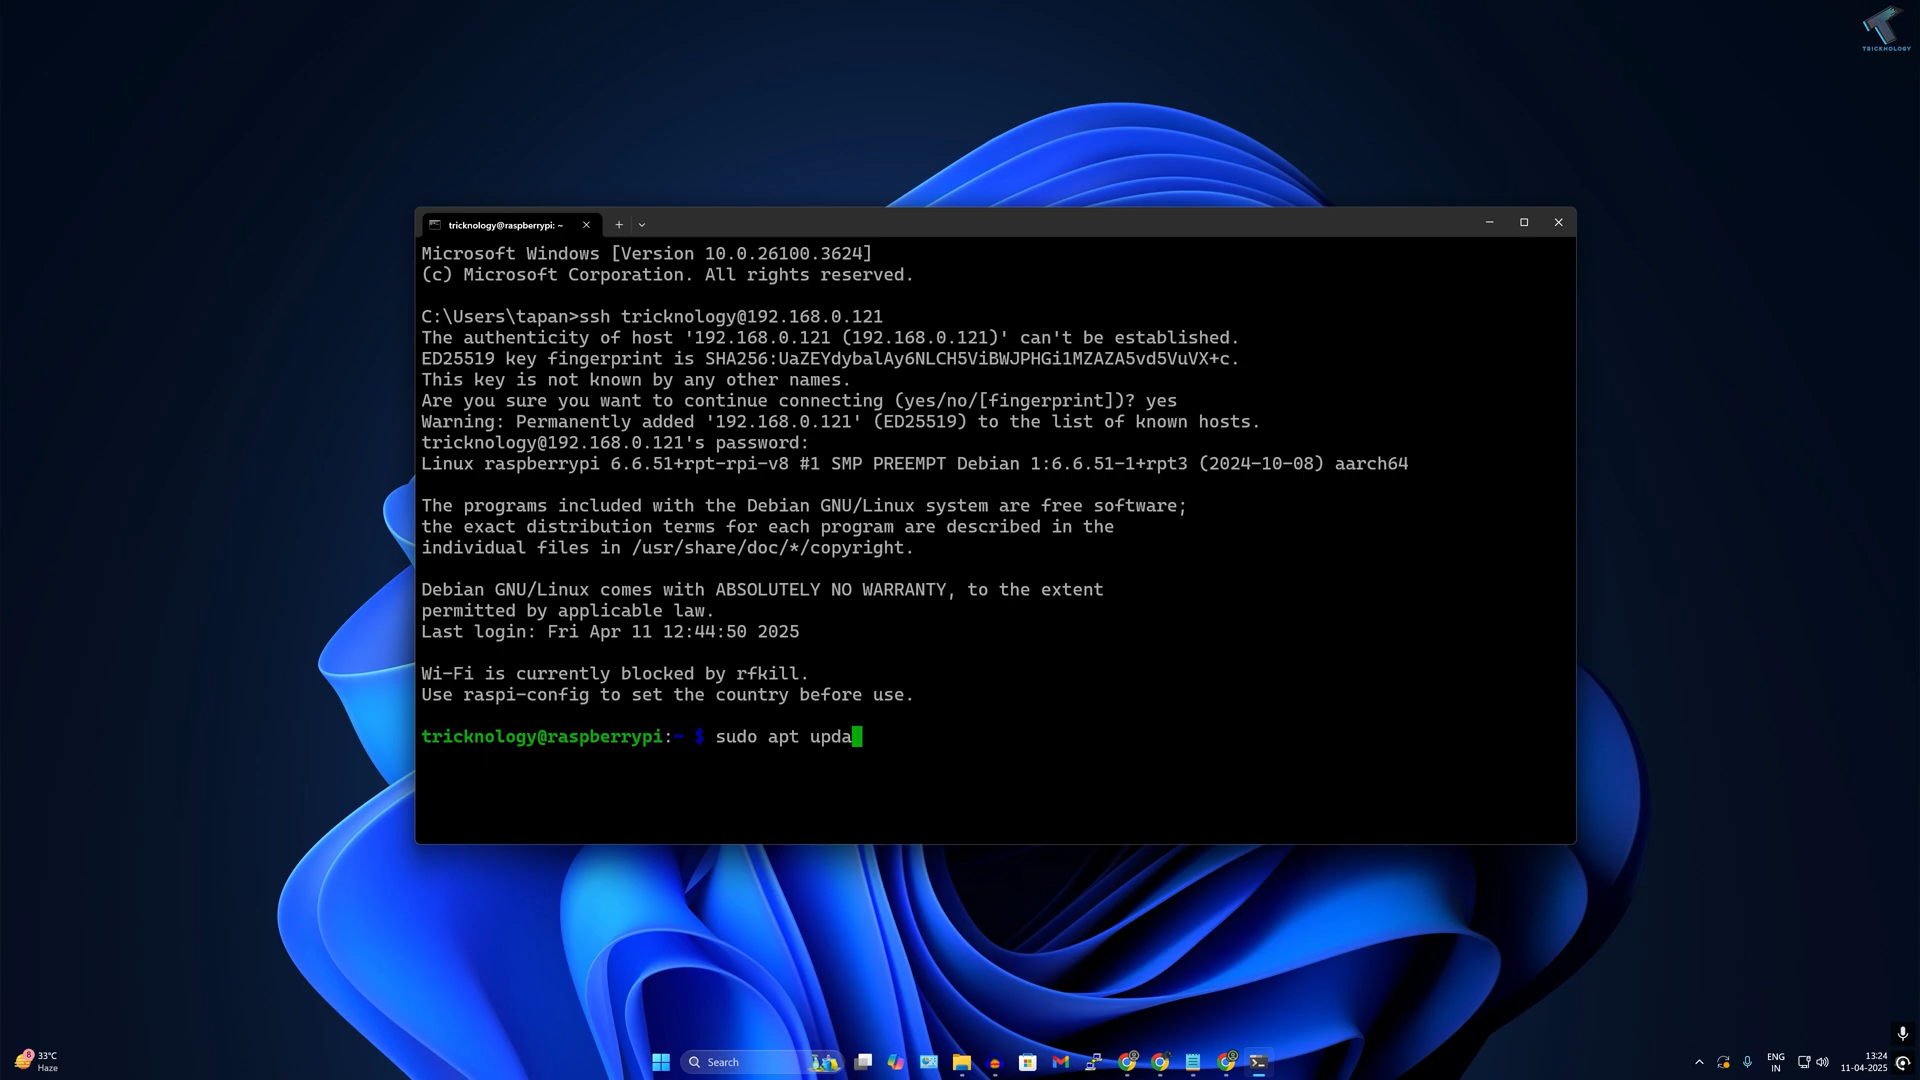 TRICKNOLOGY
tricknology@raspberrypi: ~
Microsoft Windows [Version 10.0.26100.3624]
(c) Microsoft Corporation. All rights reserved.
C:\Users\tapan>ssh tricknology@192.168.0.121
The authenticity of host '192.168.0.121 (192.168.0.121)' can't be established.
ED25519 key fingerprint is SHA256:UaZEYdybalAy6NLCH5ViBWJPHGi1MZAZA5vd5VuVX+c.
This key is not known by any other names.
Are you sure you want to continue connecting (yes/no/[fingerprint])? yes
Warning: Permanently added '192.168.0.121' (ED25519) to the list of known hosts.
tricknology@192.168.0.121's password:
Linux raspberrypi 6.6.51+rpt-rpi-v8 #1 SMP PREEMPT Debian 1:6.6.51-1+rpt3 (2024-10-08) aarch64
The programs included with the Debian GNU/Linux system are free software;
the exact distribution terms for each program are described in the
individual files in /usr/share/doc/*/copyright.
Debian GNU/Linux comes with ABSOLUTELY NO WARRANTY, to the extent
permitted by applicable law.
Last login: Fri Apr 11 12:44:50 2025
Wi-Fi is currently blocked by rfkill.
Use raspi-config to set the country before use.
tricknology@raspberrypi:~ $ sudo apt upda
8
33°C
Haze
Search
ENG
IN
13:24
11-04-2025